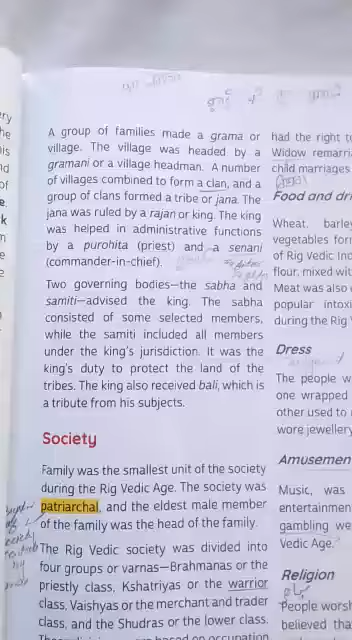 A group of families made a grama or
village. The village was headed by a
gramani or a village headman. A number
of villages combined to form a clan, and a
group of clans formed a tribe or jana. The
jana was ruled by a rajan or king. The king
was helped in administrative functions
by a purohita (priest) and a senani
(commander-in-chief).
Two governing bodies—the sabha and
samiti—advised the king. The sabha
consisted of some selected members,
while the samiti included all members
under the king's jurisdiction. It was the
king's duty to protect the land of the
tribes. The king also received bali, which is
a tribute from his subjects.
Society
Family was the smallest unit of the society
during the Rig Vedic Age. The society was
patriarchal, and the eldest male member
of the family was the head of the family.
The Rig Vedic society was divided into
four groups or varnas—Brahmanas or the
priestly class, Kshatriyas or the warrior
class, Vaishyas or the merchant and trader
class, and the Shudras or the lower class.
had the right to
Widow remarri
child marriages
Food and dri
Wheat, barley
vegetables for
of Rig Vedic Ind
flour, mixed wit
Meat was also
popular intoxi
during the Rig
Dress
The people w
one wrapped
other used to
wore jewellery
Amusemen
Music, was
entertainmen
gambling we
Vedic Age.
Religion
People worsh
believed tha